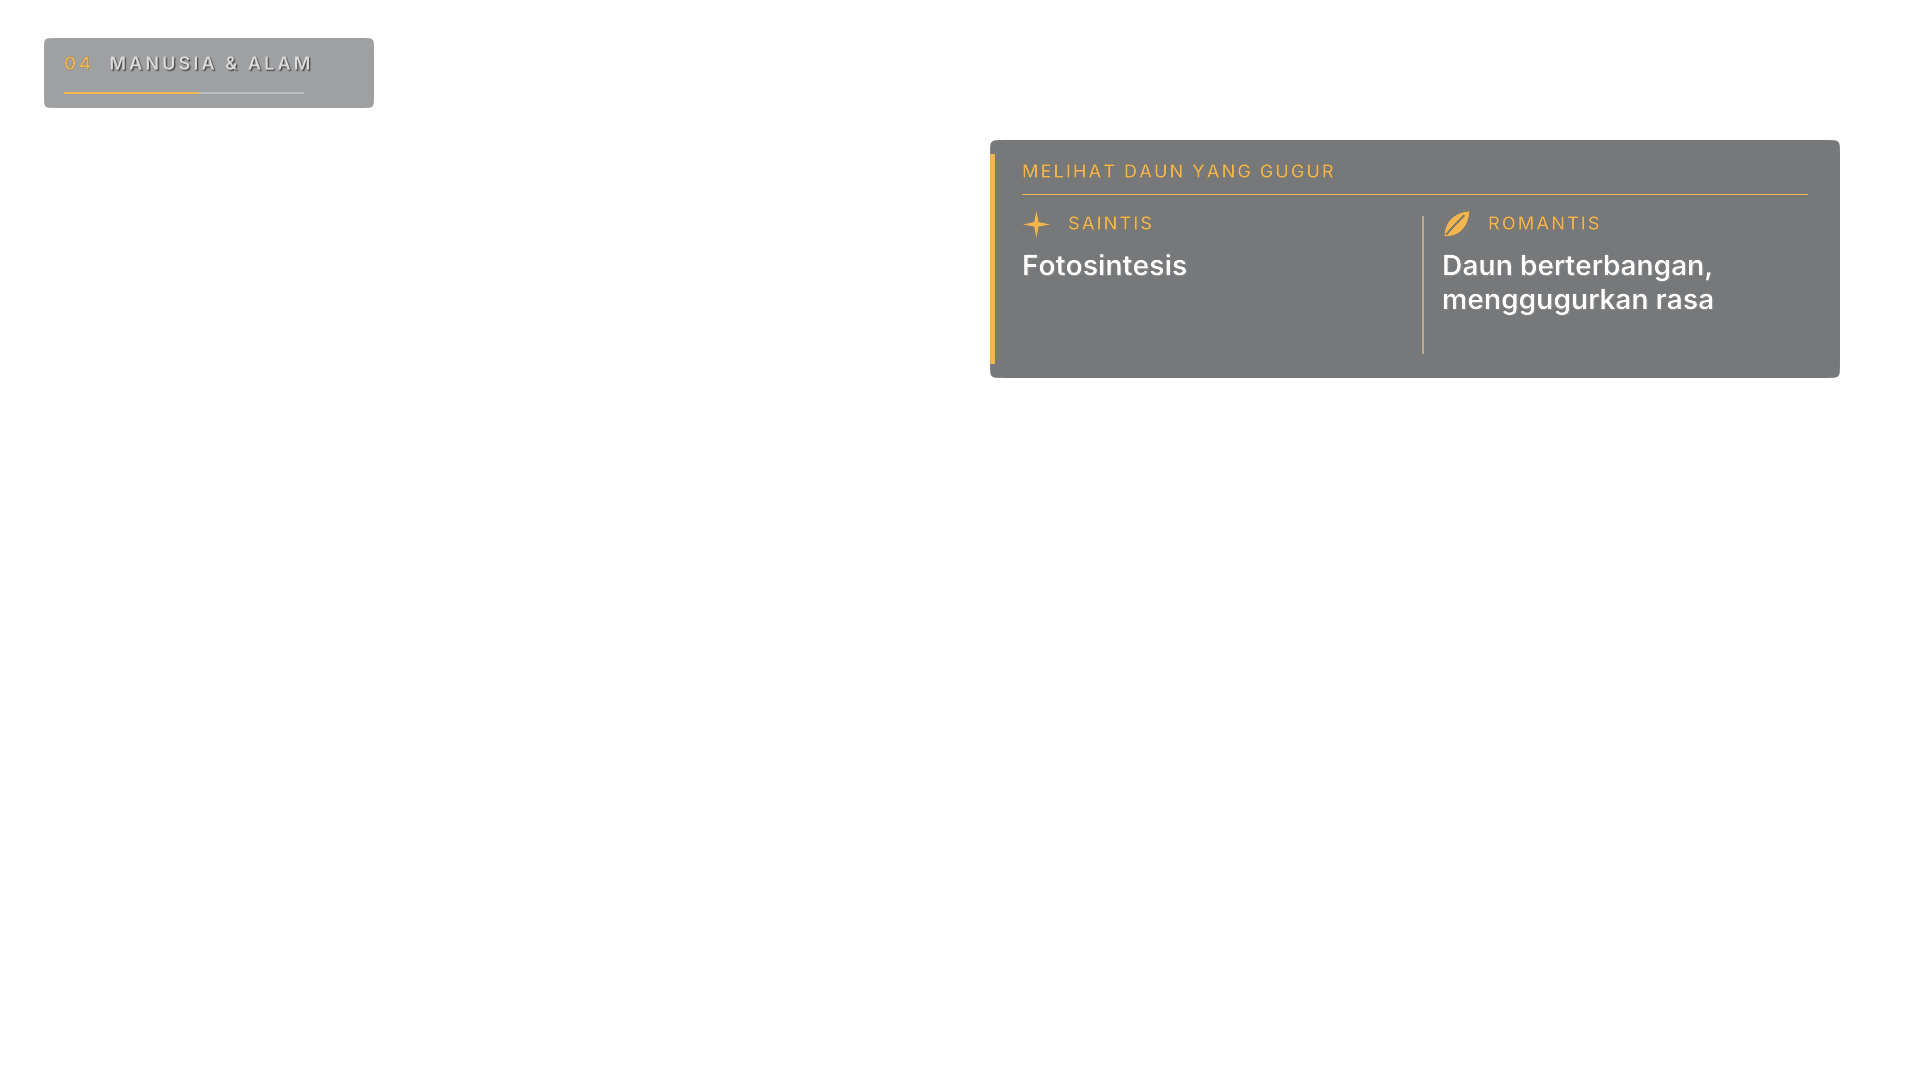 04 MANUSIA & ALAM
MELIHAT DAUN YANG GUGUR
SAINTIS
Fotosintesis
ROMANTIS
Daun berterbangan,
menggugurkan rasa